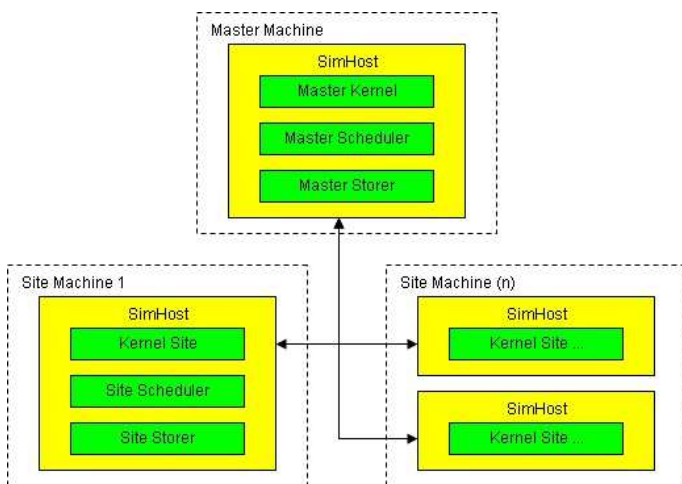 Master Machine
SimHost
Master Kernel
Master Scheduler
Master Storer
Site Machine 1
SimHost
Kernel Site
Site Scheduler
Site Storer
Site Machine (n)
SimHost
Kernel Site ...
SimHost
Kernel Site ...